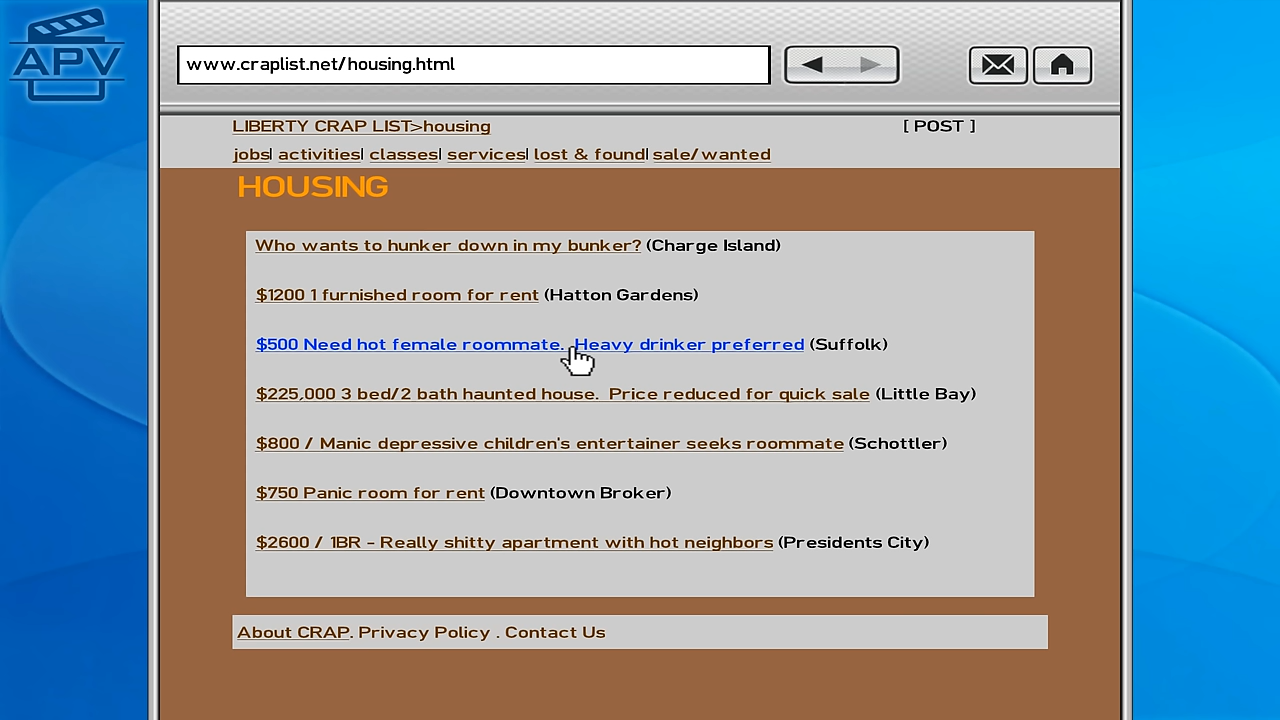 APV
www.craplist.net/housing.html
LIBERTY CRAP LIST>housing [ POST ]
jobs| activities| classes| services| lost & found| sale/wanted
HOUSING
Who wants to hunker down in my bunker? (Charge Island)
$1200 1 furnished room for rent (Hatton Gardens)
$500 Need hot female roommate.  Heavy drinker preferred (Suffolk)
$225,000 3 bed/2 bath haunted house.  Price reduced for quick sale (Little Bay)
$800 / Manic depressive children's entertainer seeks roommate (Schottler)
$750 Panic room for rent (Downtown Broker)
$2600 / 1BR - Really shitty apartment with hot neighbors (Presidents City)
About CRAP. Privacy Policy . Contact Us